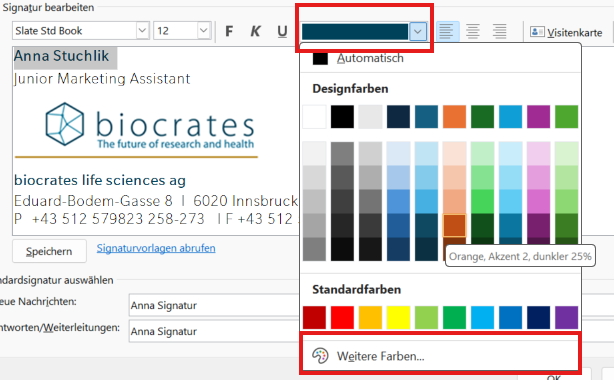 Signatur bearbeiten
Slate Std Book 12 F K U Visitenkarte
Anna Stuchlik
Junior Marketing Assistant
biocrates
The future of research and health
biocrates life sciences ag
Eduard-Bodem-Gasse 8 | 6020 Innsbruck
P +43 512 579823 258-273 | F +43 512
Speichern Signaturvorlagen abrufen
ndardsignatur auswählen
eue Nachrichten: Anna Signatur
ntworten/Weiterleitungen: Anna Signatur
Automatisch
Designfarben
Orange, Akzent 2, dunkler 25%
Standardfarben
Weitere Farben...
OK